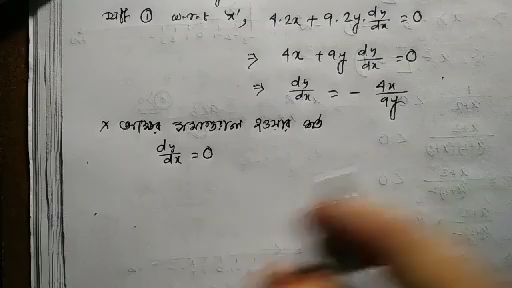 Diff ① w.r.t 'x', 4.2x + 9.2y. dy/dx = 0
⇒ 4x + 9y dy/dx = 0
⇒ dy/dx = - 4x/9y
x অক্ষের সমান্তরাল হওয়ার শর্ত
dy/dx = 0